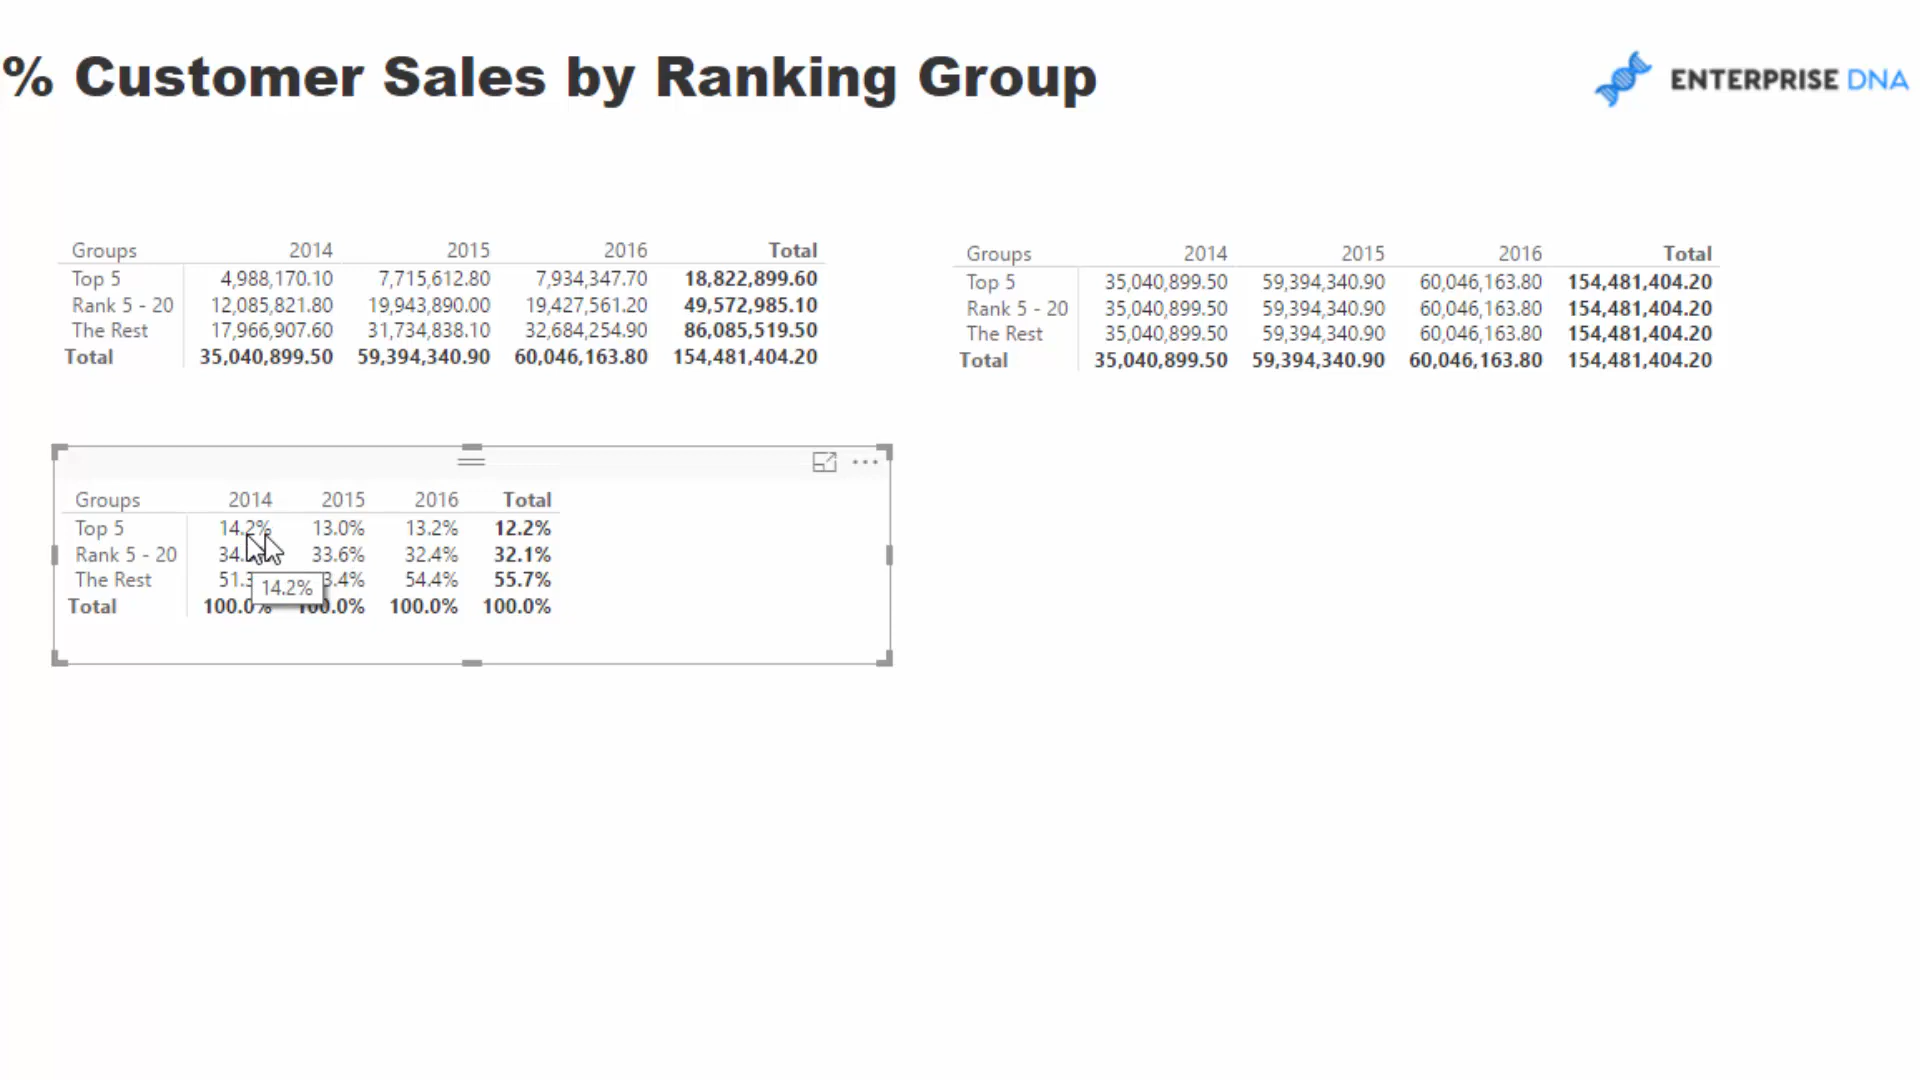 % Customer Sales by Ranking Group
ENTERPRISE DNA
Groups 2014 2015 2016 Total
Top 5 4,988,170.10 7,715,612.80 7,934,347.70 18,822,899.60
Rank 5 - 20 12,085,821.80 19,943,890.00 19,427,561.20 49,572,985.10
The Rest 17,966,907.60 31,734,838.10 32,684,254.90 86,085,519.50
Total 35,040,899.50 59,394,340.90 60,046,163.80 154,481,404.20
Groups 2014 2015 2016 Total
Top 5 35,040,899.50 59,394,340.90 60,046,163.80 154,481,404.20
Rank 5 - 20 35,040,899.50 59,394,340.90 60,046,163.80 154,481,404.20
The Rest 35,040,899.50 59,394,340.90 60,046,163.80 154,481,404.20
Total 35,040,899.50 59,394,340.90 60,046,163.80 154,481,404.20
Groups 2014 2015 2016 Total
Top 5 14.2% 13.0% 13.2% 12.2%
Rank 5 - 20 33.6% 32.4% 32.1%
The Rest 54.4% 55.7%
14.2%
Total 100.0% 100.0% 100.0% 100.0%